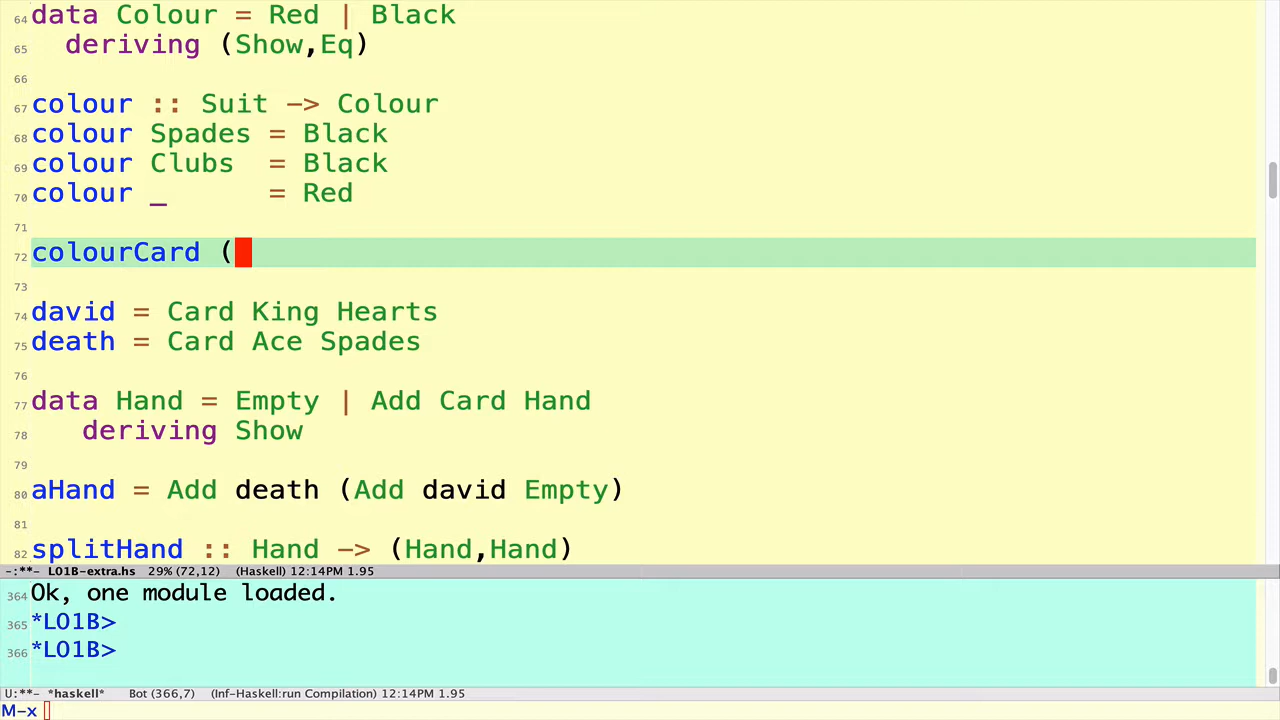 64 data Colour = Red | Black
65   deriving (Show,Eq)
66
67 colour :: Suit -> Colour
68 colour Spades = Black
69 colour Clubs  = Black
70 colour _      = Red
71
72 colourCard (
73
74 david = Card King Hearts
75 death = Card Ace Spades
76
77 data Hand = Empty | Add Card Hand
78    deriving Show
79
80 aHand = Add death (Add david Empty)
81
82 splitHand :: Hand -> (Hand,Hand)
-:**- L01B-extra.hs 29% (72,12) (Haskell) 12:14PM 1.95
364 Ok, one module loaded.
365 *L01B>
366 *L01B>
U:**- *haskell* Bot (366,7) (Inf-Haskell:run Compilation) 12:14PM 1.95
M-x